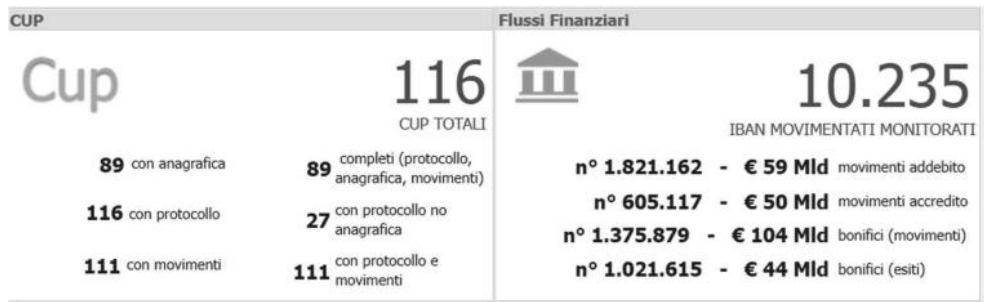 CUP
Cup
116
CUP TOTALI
89 con anagrafica
89 completi (protocollo,
anagrafica, movimenti)
116 con protocollo
27 con protocollo no
anagrafica
111 con movimenti
111 con protocollo e
movimenti
Flussi Finanziari
10.235
IBAN MOVIMENTATI MONITORATI
n° 1.821.162 - € 59 Mld movimenti addebito
n° 605.117 - € 50 Mld movimenti accredito
n° 1.375.879 - € 104 Mld bonifici (movimenti)
n° 1.021.615 - € 44 Mld bonifici (esiti)